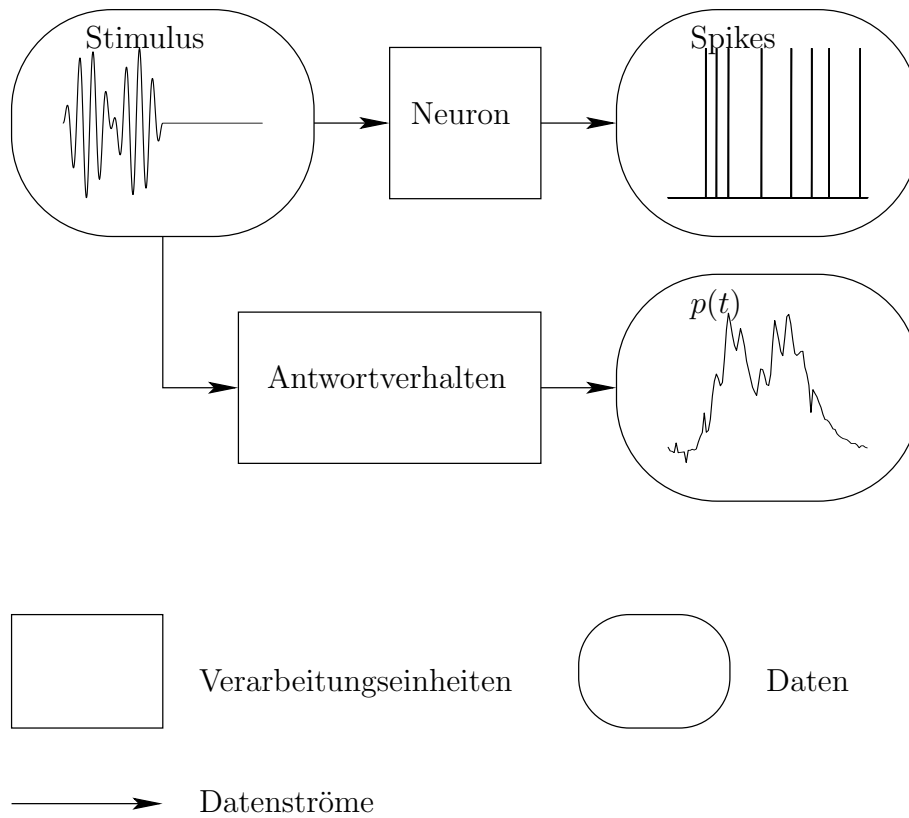 Stimulus
Neuron
Spikes
Antwortverhalten
p(t)
Verarbeitungseinheiten
Daten
Datenströme